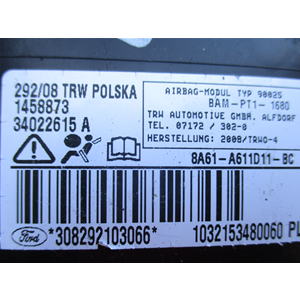 292/08 TRW POLSKA
1458873
34022615 A
AIRBAG-MODUL TYP 90025
BAM-PT1-1680
TRW AUTOMOTIVE GMBH. ALFDORF
TEL. 07172 / 302-0
HERSTELLUNG: 2008/TRWO-4
8A61-A611D11-BC
Ford
*308292103066*
1032153480060 PL